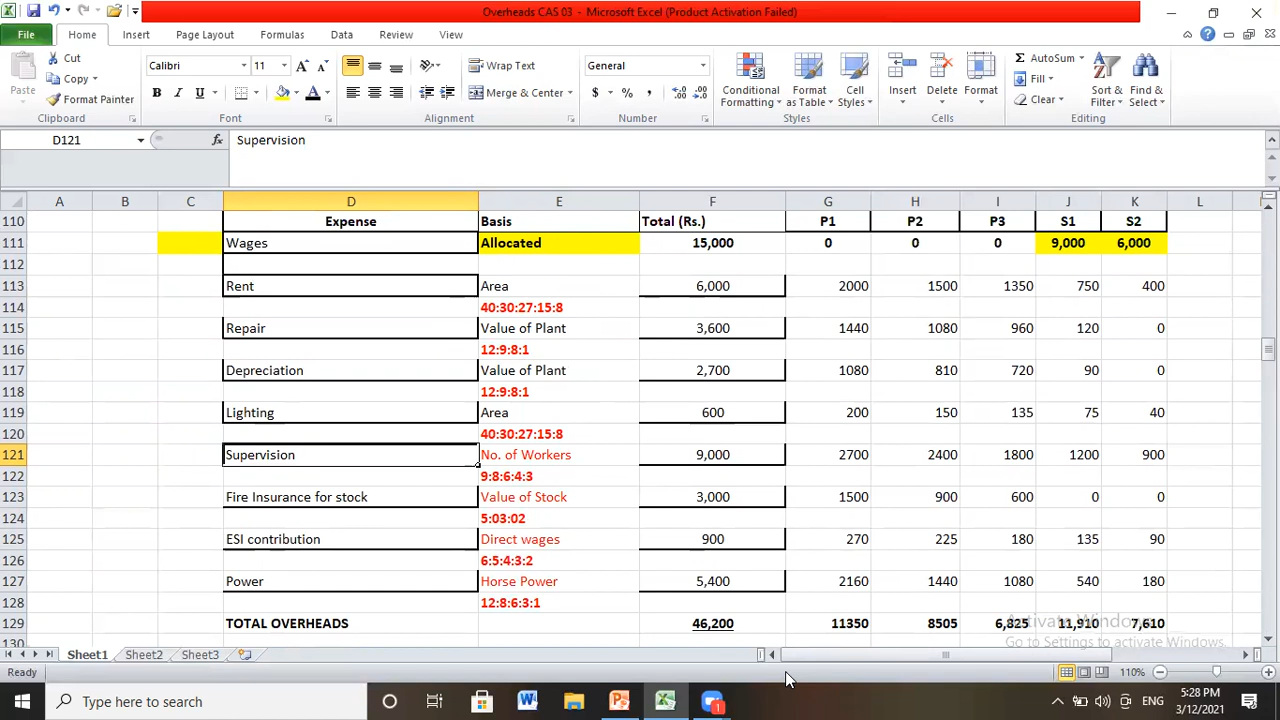 Overheads CAS 03 - Microsoft Excel (Product Activation Failed)
File Home Insert Page Layout Formulas Data Review View
Paste
Cut
Copy
Format Painter
Clipboard
Calibri 11
B I U
Font
Wrap Text
Merge & Center
Alignment
General
$ % ,
Number
Conditional Formatting
Format as Table
Cell Styles
Styles
Insert Delete Format
Cells
AutoSum
Fill
Clear
Sort & Filter
Find & Select
Editing
D121 fx Supervision
A B C D E F G H I J K L
110 Expense Basis Total (Rs.) P1 P2 P3 S1 S2
111 Wages Allocated 15,000 0 0 0 9,000 6,000
112
113 Rent Area 6,000 2000 1500 1350 750 400
114 40:30:27:15:8
115 Repair Value of Plant 3,600 1440 1080 960 120 0
116 12:9:8:1
117 Depreciation Value of Plant 2,700 1080 810 720 90 0
118 12:9:8:1
119 Lighting Area 600 200 150 135 75 40
120 40:30:27:15:8
121 Supervision No. of Workers 9,000 2700 2400 1800 1200 900
122 9:8:6:4:3
123 Fire Insurance for stock Value of Stock 3,000 1500 900 600 0 0
124 5:03:02
125 ESI contribution Direct wages 900 270 225 180 135 90
126 6:5:4:3:2
127 Power Horse Power 5,400 2160 1440 1080 540 180
128 12:8:6:3:1
129 TOTAL OVERHEADS 46,200 11350 8505 6,825 11,910 7,610
130
Activate Windows
Go to Settings to activate Windows.
Sheet1 Sheet2 Sheet3
Ready 110%
Type here to search
ENG
5:28 PM
3/12/2021